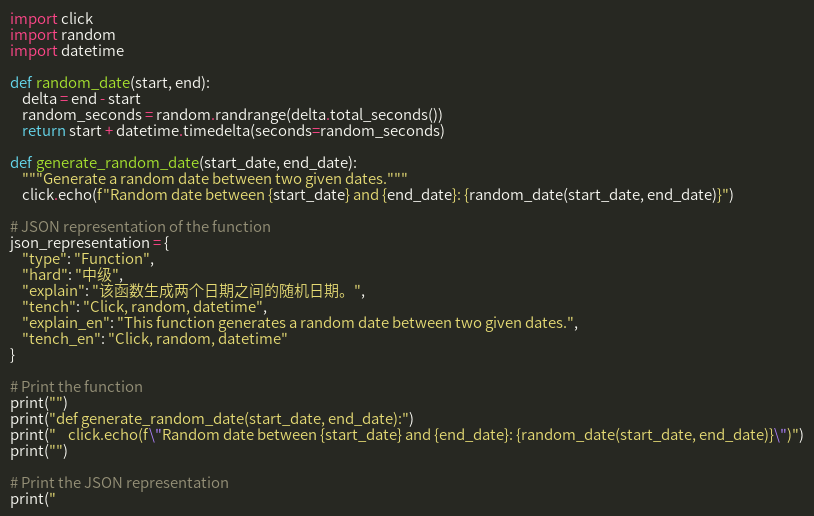 import click
import random
import datetime

def random_date(start, end):
    delta = end - start
    random_seconds = random.randrange(delta.total_seconds())
    return start + datetime.timedelta(seconds=random_seconds)

def generate_random_date(start_date, end_date):
    """Generate a random date between two given dates."""
    click.echo(f"Random date between {start_date} and {end_date}: {random_date(start_date, end_date)}")

# JSON representation of the function
json_representation = {
    "type": "Function",
    "hard": "中级",
    "explain": "该函数生成两个日期之间的随机日期。",
    "tench": "Click, random, datetime",
    "explain_en": "This function generates a random date between two given dates.",
    "tench_en": "Click, random, datetime"
}

# Print the function
print("")
print("def generate_random_date(start_date, end_date):")
print("    click.echo(f\"Random date between {start_date} and {end_date}: {random_date(start_date, end_date)}\")")
print("")

# Print the JSON representation
print("